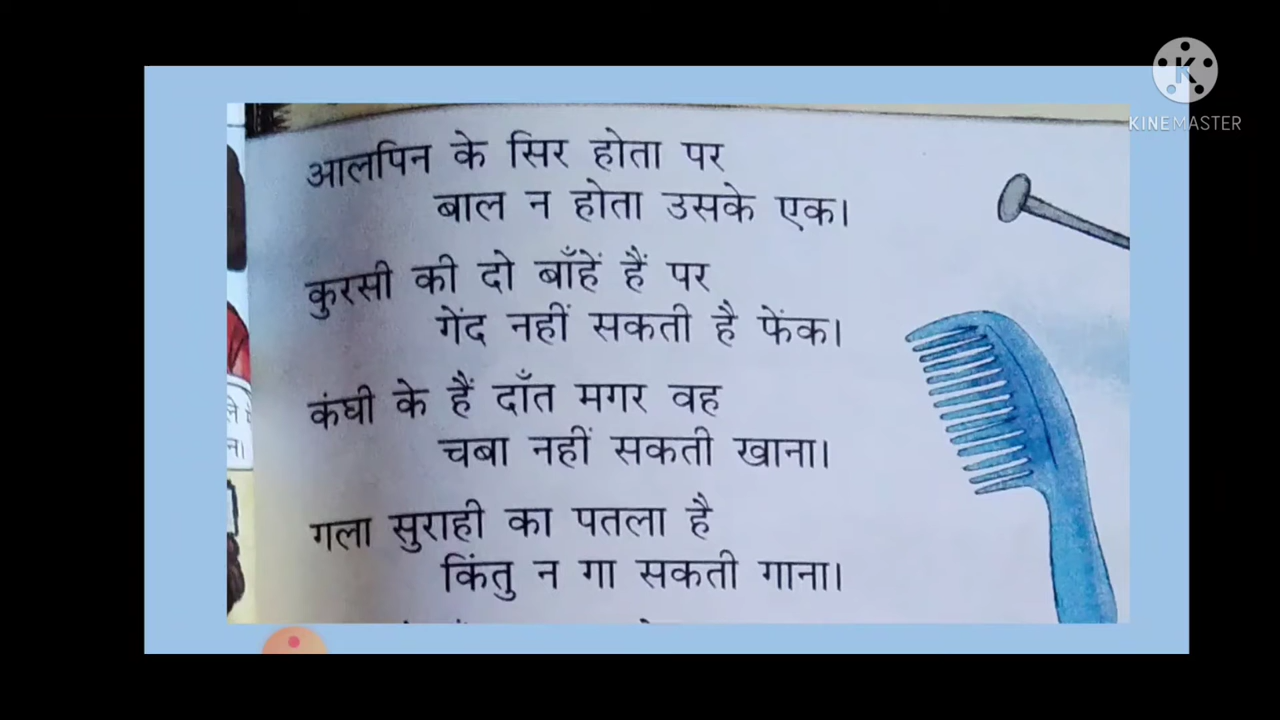 KINEMASTER
आलपिन के सिर होता पर
बाल न होता उसके एक।
कुरसी की दो बाँहें हैं पर
गेंद नहीं सकती है फेंक।
कंघी के हैं दाँत मगर वह
चबा नहीं सकती खाना।
गला सुराही का पतला है
किंतु न गा सकती गाना।